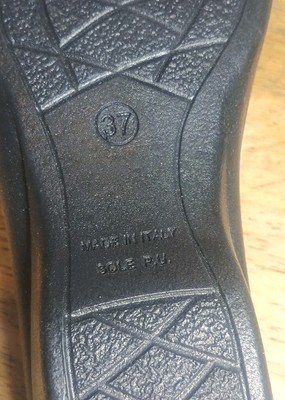 37
MADE IN ITALY
SOLE P.U.